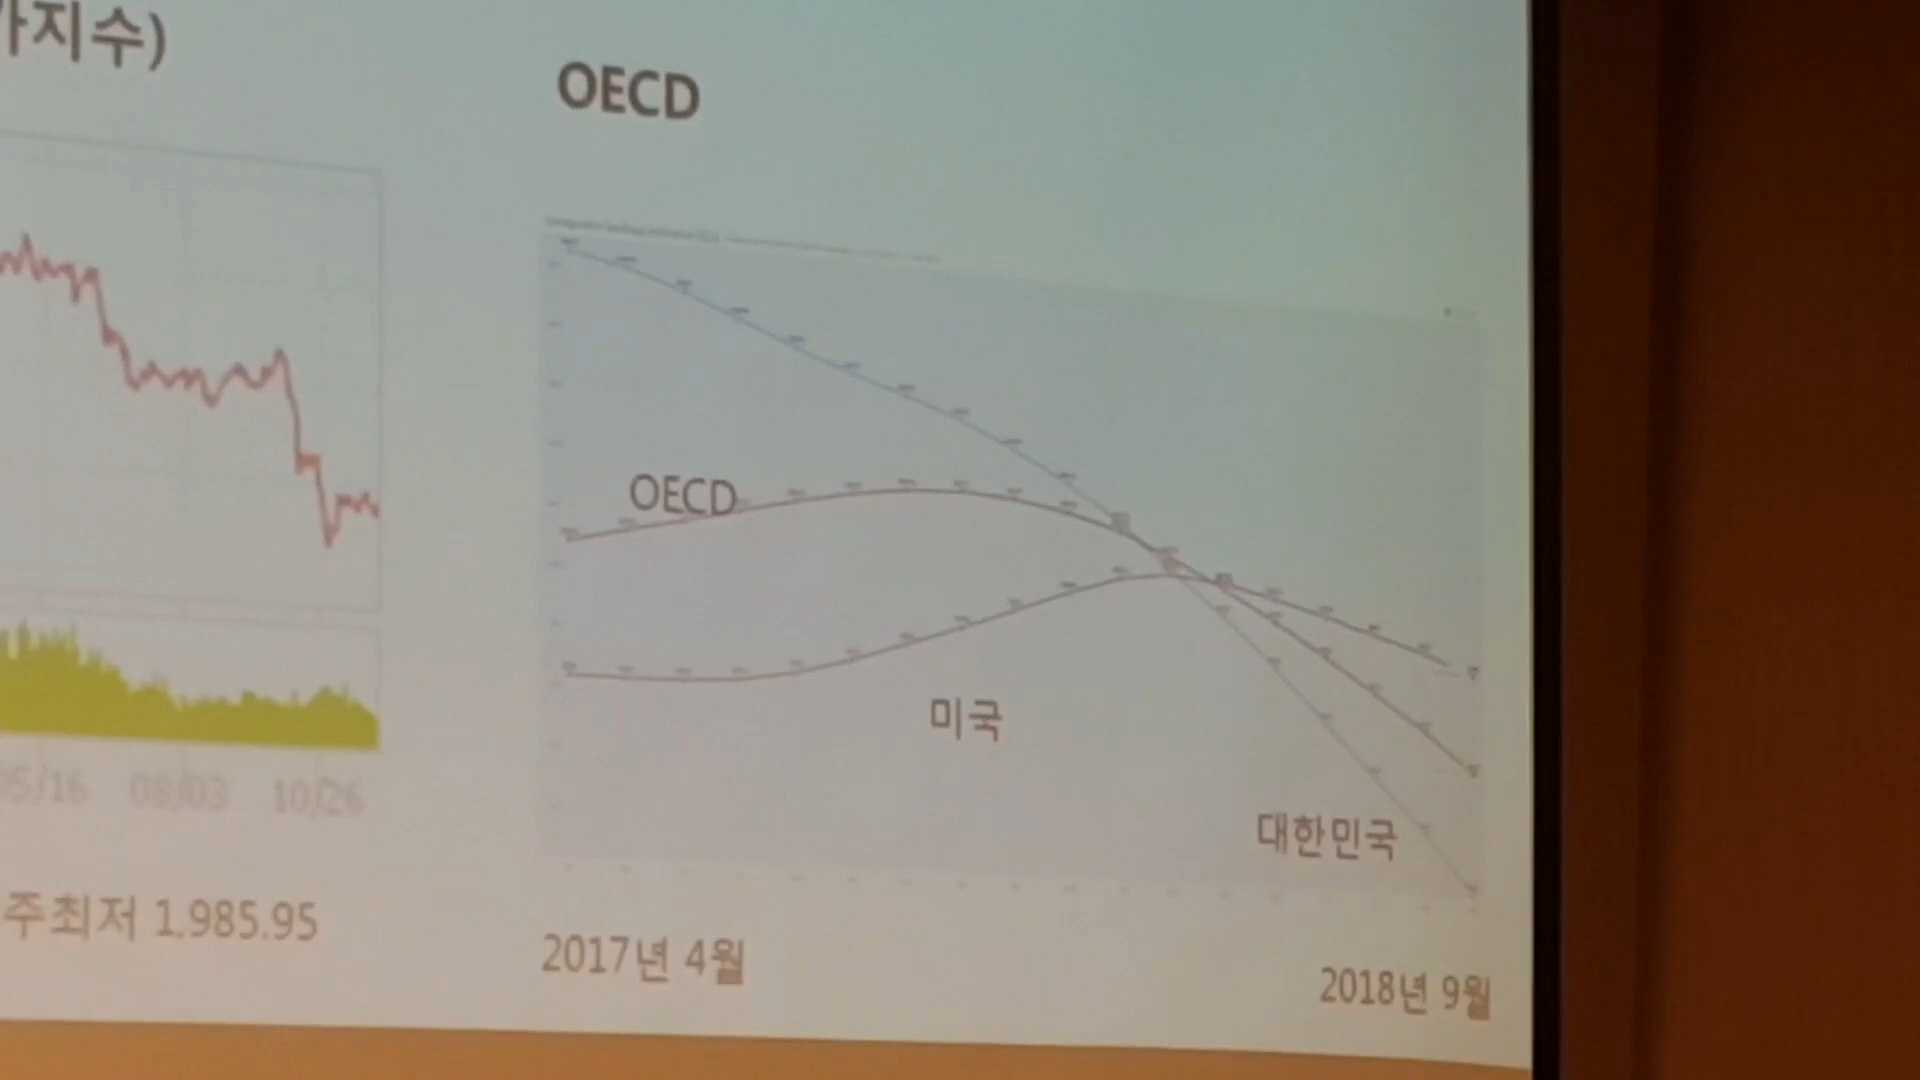 가지수)
OECD
OECD
미국
대한민국
05/16 08/03 10/26
주최저 1,985.95
2017년 4월
2018년 9월